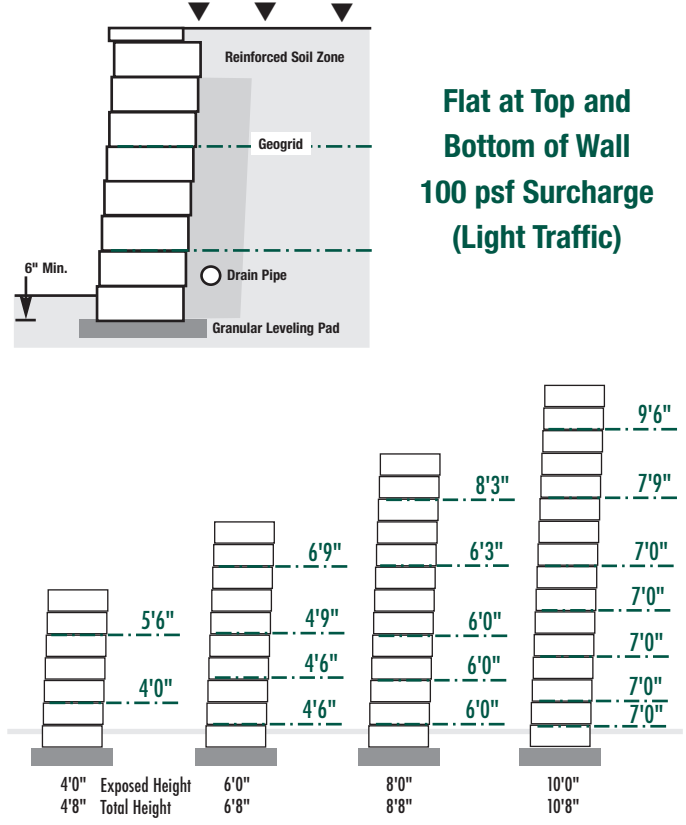 Reinforced Soil Zone
Geogrid
6" Min.
Drain Pipe
Granular Leveling Pad
Flat at Top and
Bottom of Wall
100 psf Surcharge
(Light Traffic)
5'6"
4'0"
6'9"
4'9"
4'6"
4'6"
8'3"
6'3"
6'0"
6'0"
6'0"
9'6"
7'9"
7'0"
7'0"
7'0"
7'0"
7'0"
4'0" Exposed Height 6'0" 8'0" 10'0"
4'8" Total Height 6'8" 8'8" 10'8"